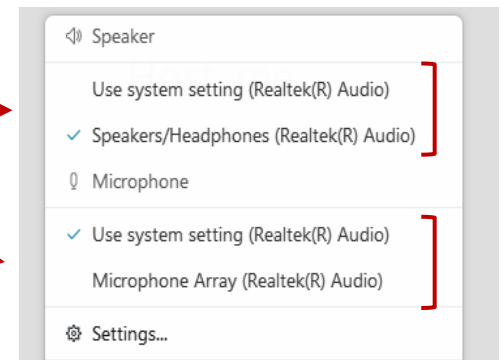 Speaker
Use system setting (Realtek(R) Audio)
Speakers/Headphones (Realtek(R) Audio)
Microphone
Use system setting (Realtek(R) Audio)
Microphone Array (Realtek(R) Audio)
Settings...